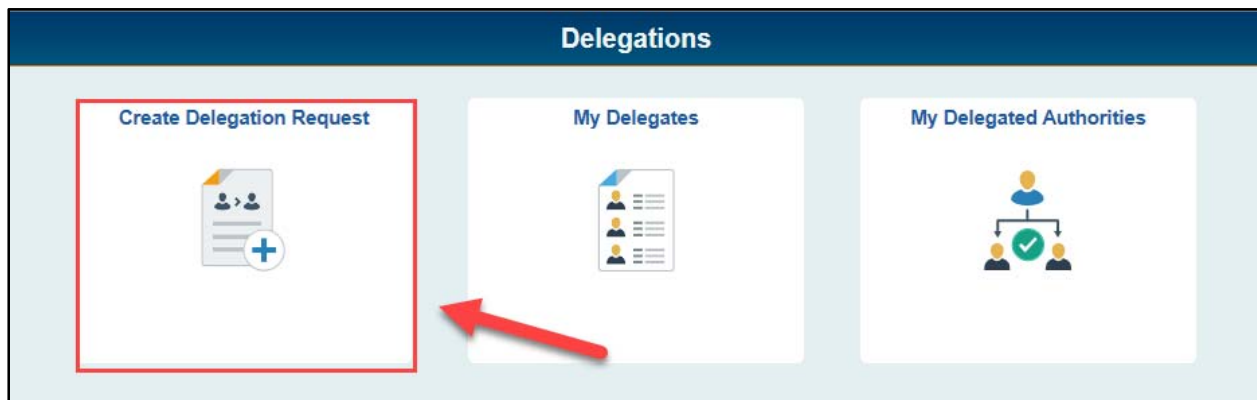 Delegations
Create Delegation Request
My Delegates
My Delegated Authorities